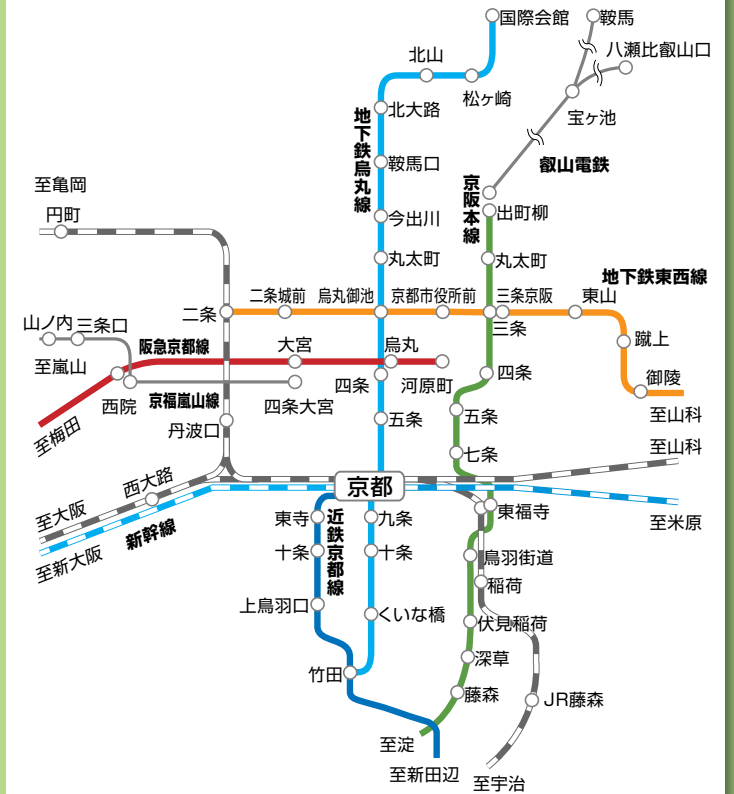 国際会館
鞍馬
北山
八瀬比叡山口
松ヶ崎
宝ヶ池
北大路
地下鉄烏丸線
鞍馬口
叡山電鉄
至亀岡
円町
京阪本線
今出川
出町柳
丸太町
丸太町
地下鉄東西線
二条城前
烏丸御池
京都市役所前
三条京阪
東山
二条
三条
山ノ内
三条口
阪急京都線
大宮
烏丸
蹴上
至嵐山
四条
河原町
四条
御陵
西院
京福嵐山線
四条大宮
至山科
至梅田
丹波口
五条
五条
七条
至山科
西大路
京都
至大阪
新幹線
東寺
近鉄京都線
九条
東福寺
至米原
至新大阪
十条
十条
鳥羽街道
稲荷
上鳥羽口
くいな橋
伏見稲荷
竹田
深草
藤森
JR藤森
至淀
至新田辺
至宇治